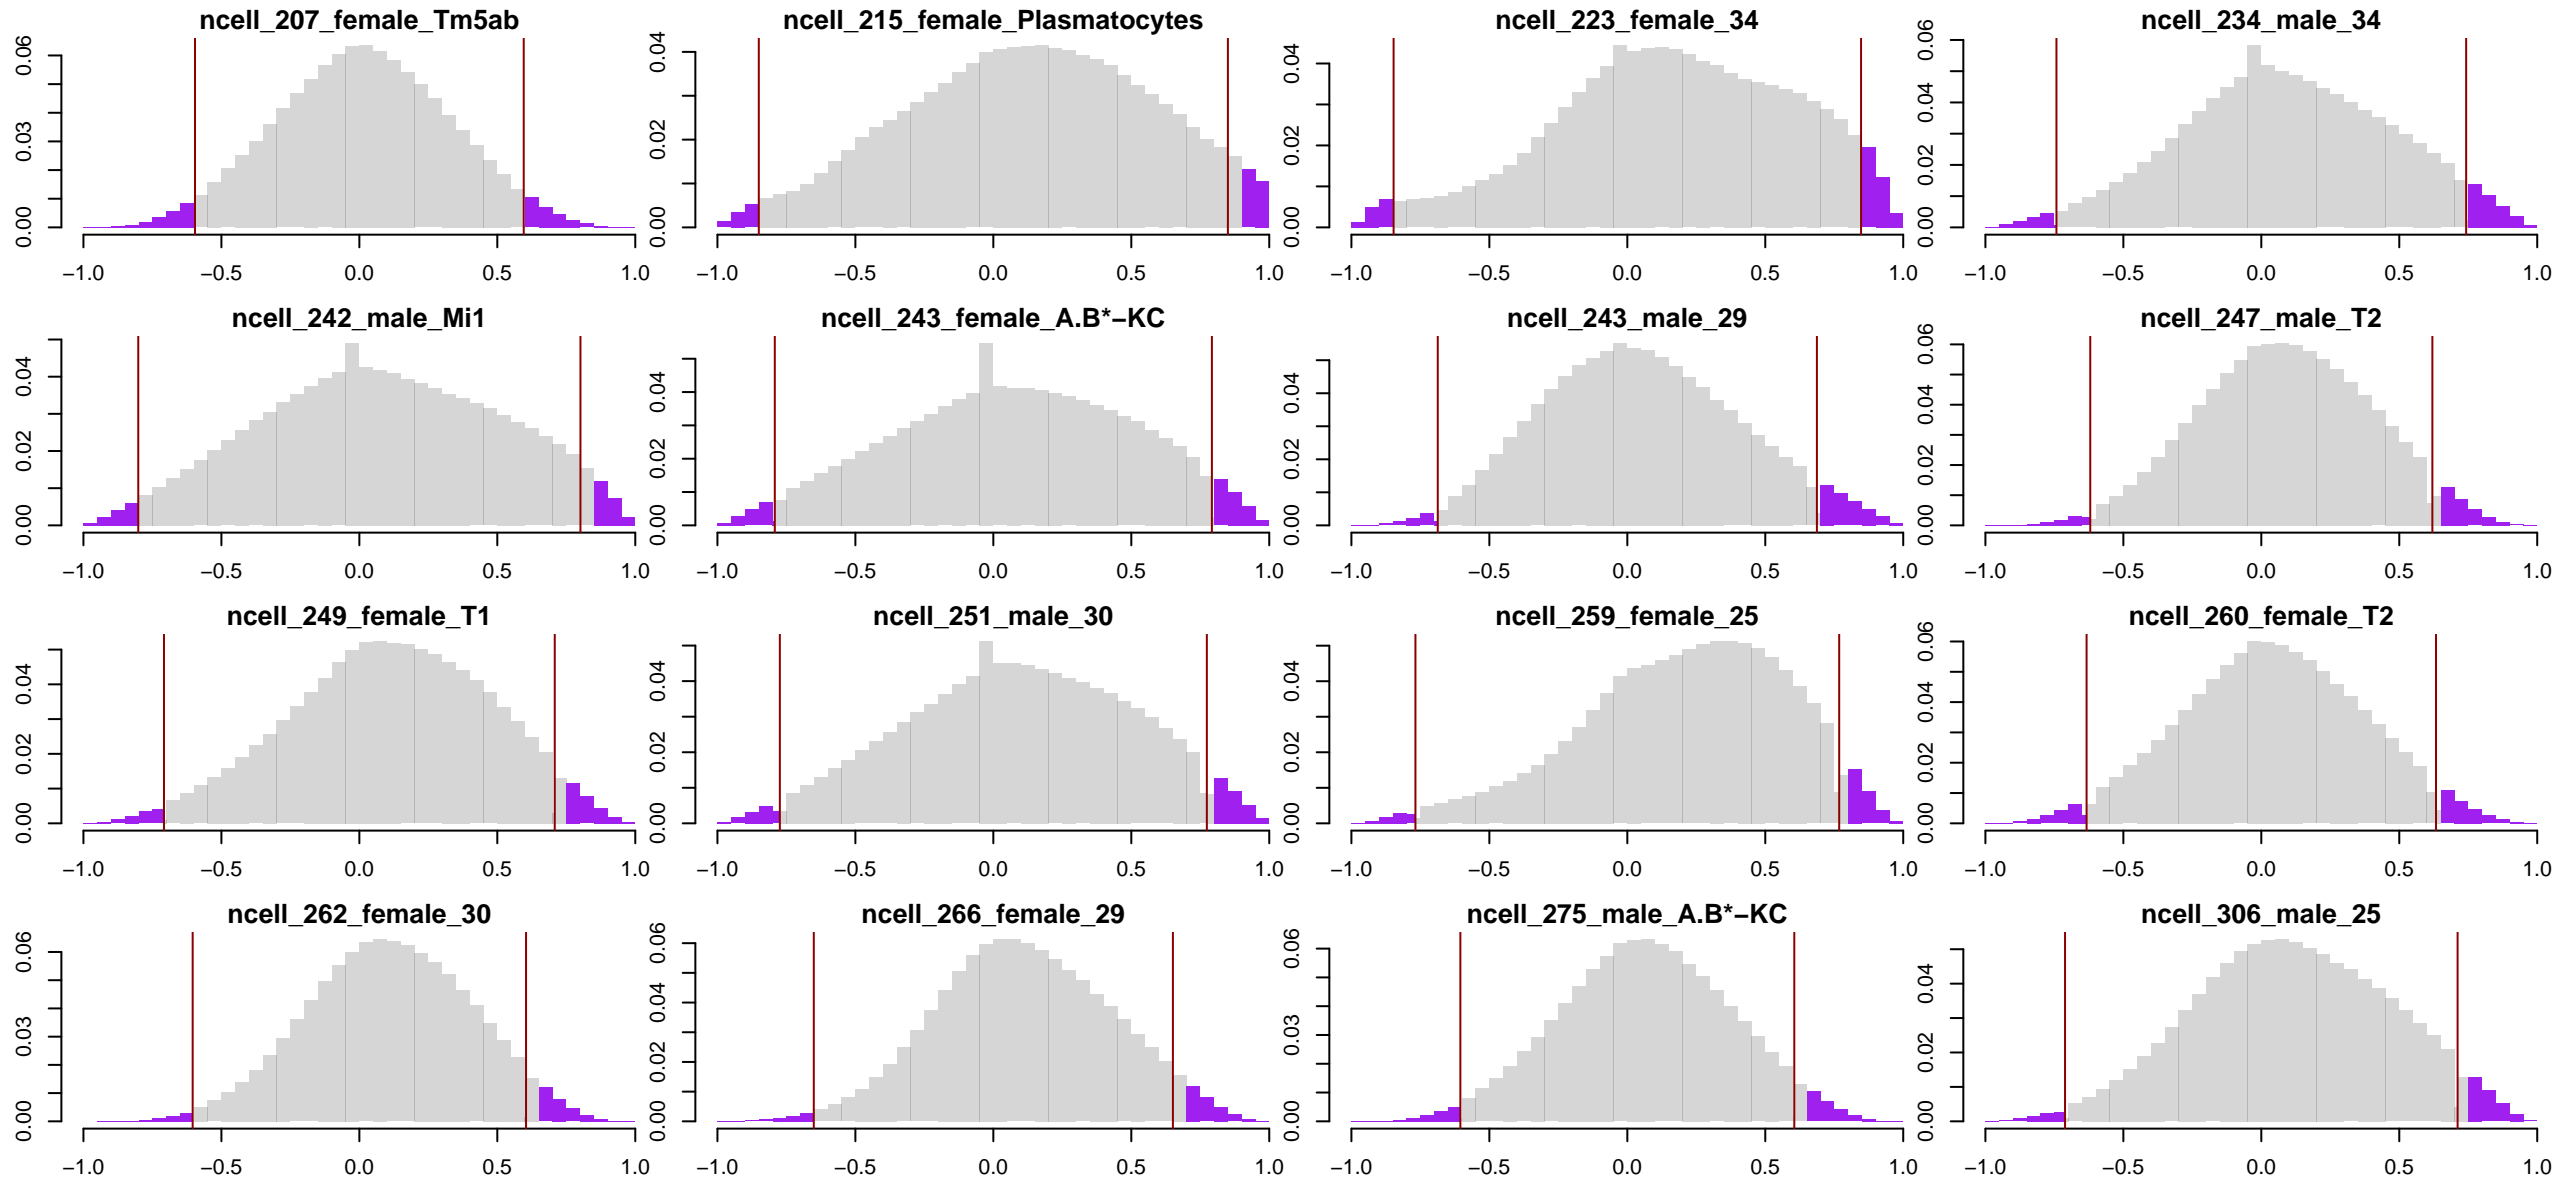 ncell_207_female_Tm5ab
0.00 0.03 0.06
−1.0 −0.5 0.0 0.5 1.0
ncell_215_female_Plasmatocytes
0.00 0.02 0.04
−1.0 −0.5 0.0 0.5 1.0
ncell_223_female_34
0.00 0.02 0.04
−1.0 −0.5 0.0 0.5 1.0
ncell_234_male_34
0.00 0.02 0.04 0.06
−1.0 −0.5 0.0 0.5 1.0
ncell_242_male_Mi1
0.00 0.02 0.04
−1.0 −0.5 0.0 0.5 1.0
ncell_243_female_A.B*−KC
0.00 0.02 0.04
−1.0 −0.5 0.0 0.5 1.0
ncell_243_male_29
0.00 0.02 0.04
−1.0 −0.5 0.0 0.5 1.0
ncell_247_male_T2
0.00 0.02 0.04 0.06
−1.0 −0.5 0.0 0.5 1.0
ncell_249_female_T1
0.00 0.02 0.04
−1.0 −0.5 0.0 0.5 1.0
ncell_251_male_30
0.00 0.02 0.04
−1.0 −0.5 0.0 0.5 1.0
ncell_259_female_25
0.00 0.02 0.04
−1.0 −0.5 0.0 0.5 1.0
ncell_260_female_T2
0.00 0.02 0.04 0.06
−1.0 −0.5 0.0 0.5 1.0
ncell_262_female_30
0.00 0.03 0.06
−1.0 −0.5 0.0 0.5 1.0
ncell_266_female_29
0.00 0.02 0.04 0.06
−1.0 −0.5 0.0 0.5 1.0
ncell_275_male_A.B*−KC
0.00 0.03 0.06
−1.0 −0.5 0.0 0.5 1.0
ncell_306_male_25
0.00 0.02 0.04
−1.0 −0.5 0.0 0.5 1.0